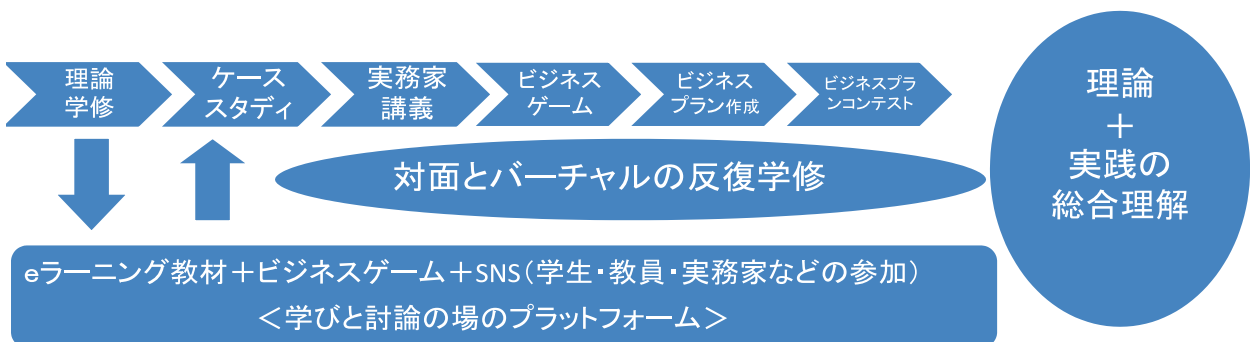 理論
学修
ケース
スタディ
実務家
講義
ビジネス
ゲーム
ビジネス
プラン作成
ビジネスプラ
ンコンテスト
理論
＋
実践の
総合理解
対面とバーチャルの反復学修
eラーニング教材＋ビジネスゲーム＋SNS（学生・教員・実務家などの参加）
＜学びと討論の場のプラットフォーム＞